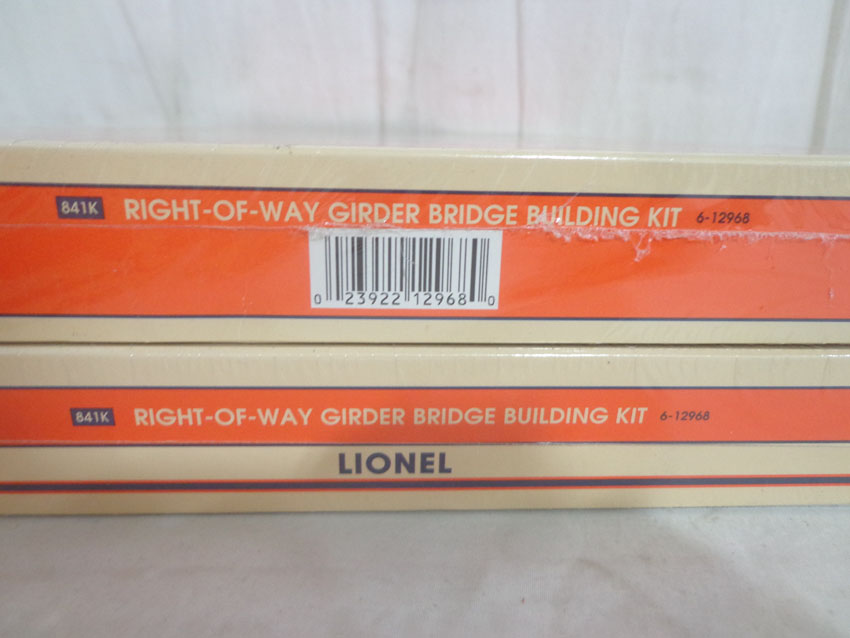 841K RIGHT-OF-WAY GIRDER BRIDGE BUILDING KIT 6-12968
0 23922 12968 0
841K RIGHT-OF-WAY GIRDER BRIDGE BUILDING KIT 6-12968
LIONEL